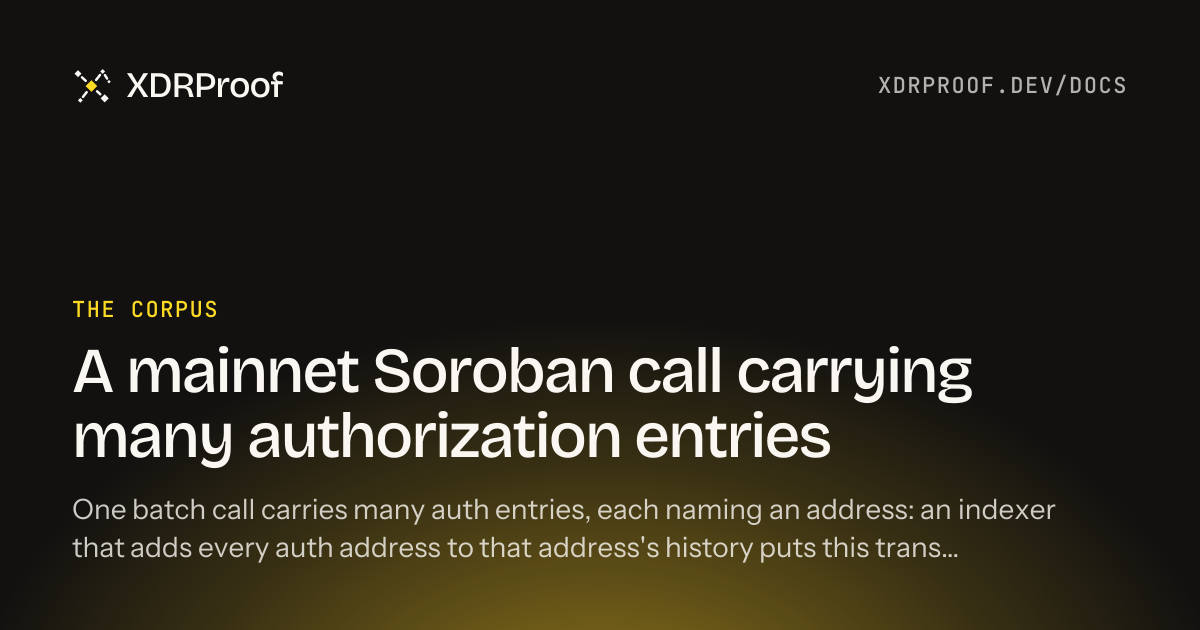 XDRProof
XDRPROOF.DEV/DOCS
THE CORPUS
A mainnet Soroban call carrying
many authorization entries
One batch call carries many auth entries, each naming an address: an indexer
that adds every auth address to that address's history puts this trans...